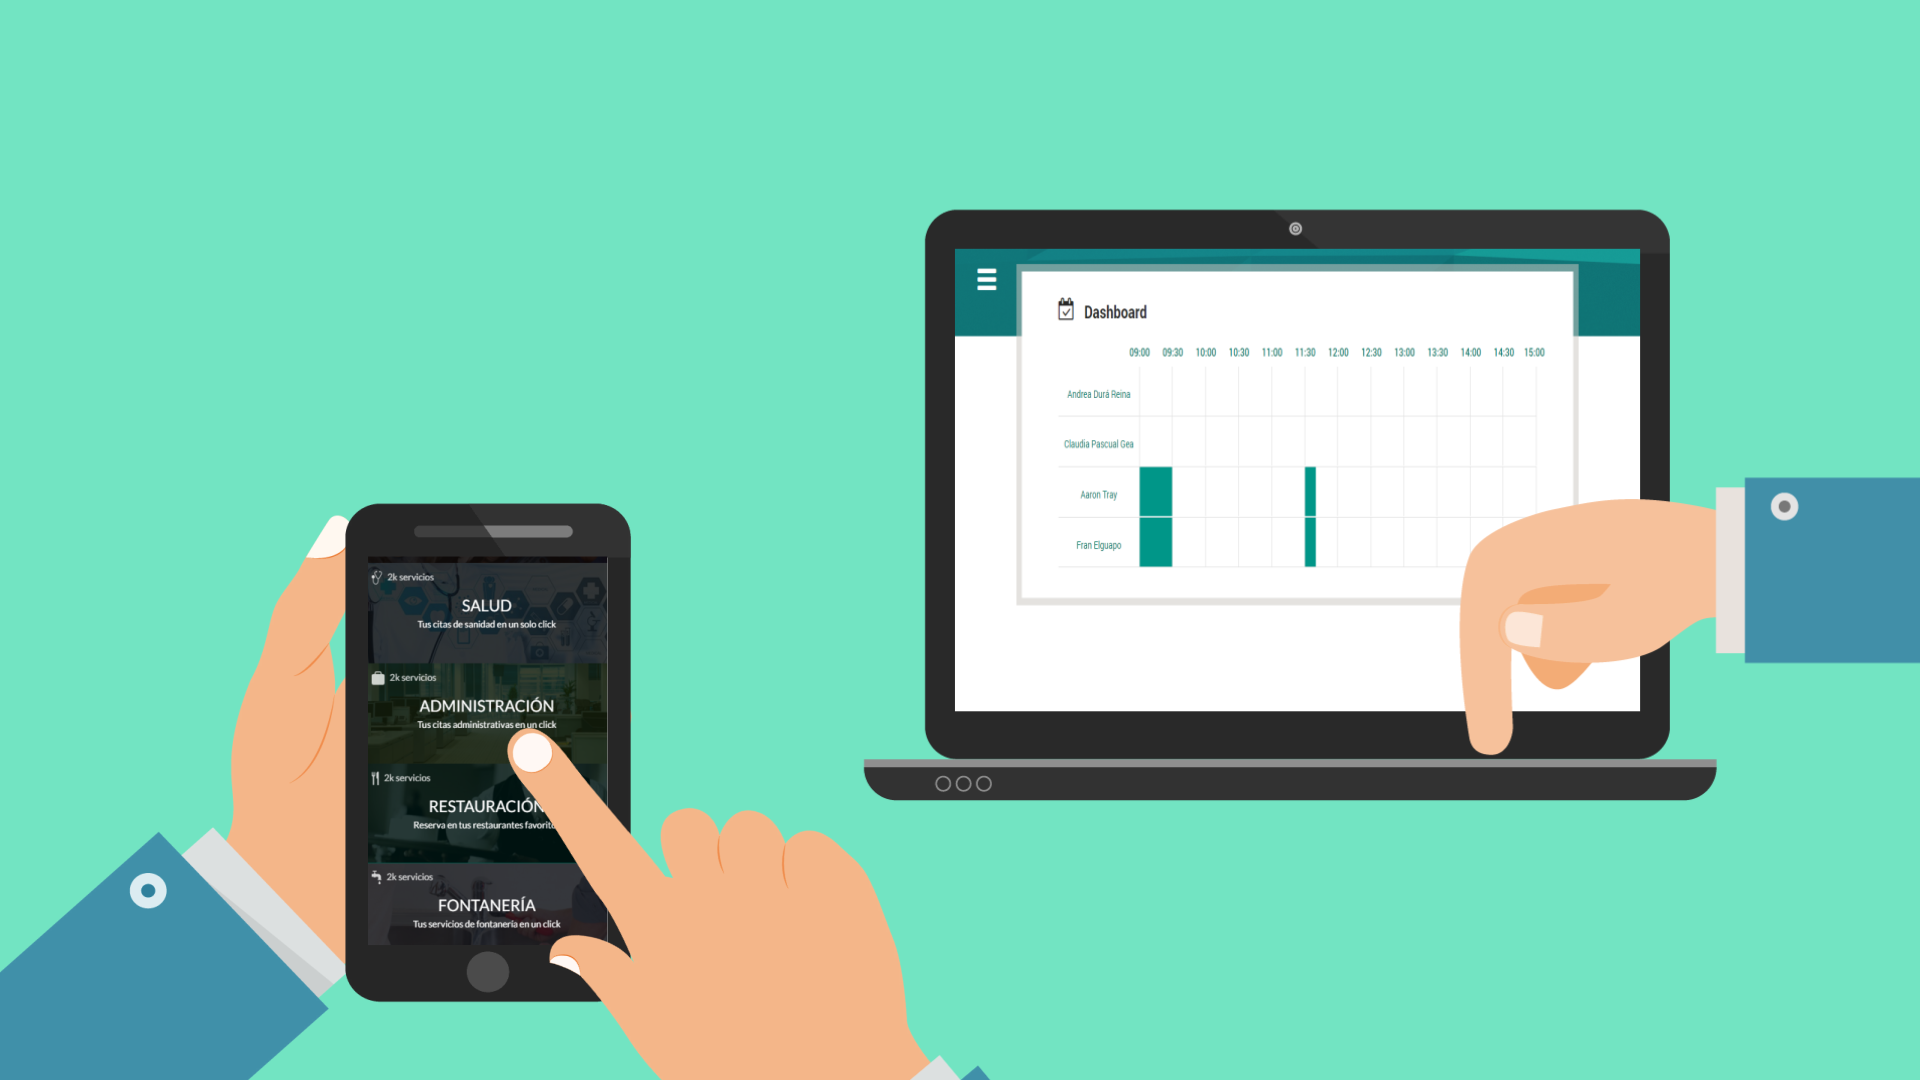 2k servicios
SALUD
Tus citas de sanidad en un solo click
2k servicios
ADMINISTRACIÓN
Tus citas administrativas en un click
2k servicios
RESTAURACIÓN
Reserva en tus restaurantes favorito
2k servicios
FONTANERÍA
Tus servicios de fontanería en un click
Dashboard
09:00 09:30 10:00 10:30 11:00 11:30 12:00 12:30 13:00 13:30 14:00 14:30 15:00
Andrea Durá Reina
Claudia Pascual Gea
Aaron Tray
Fran Elguapo